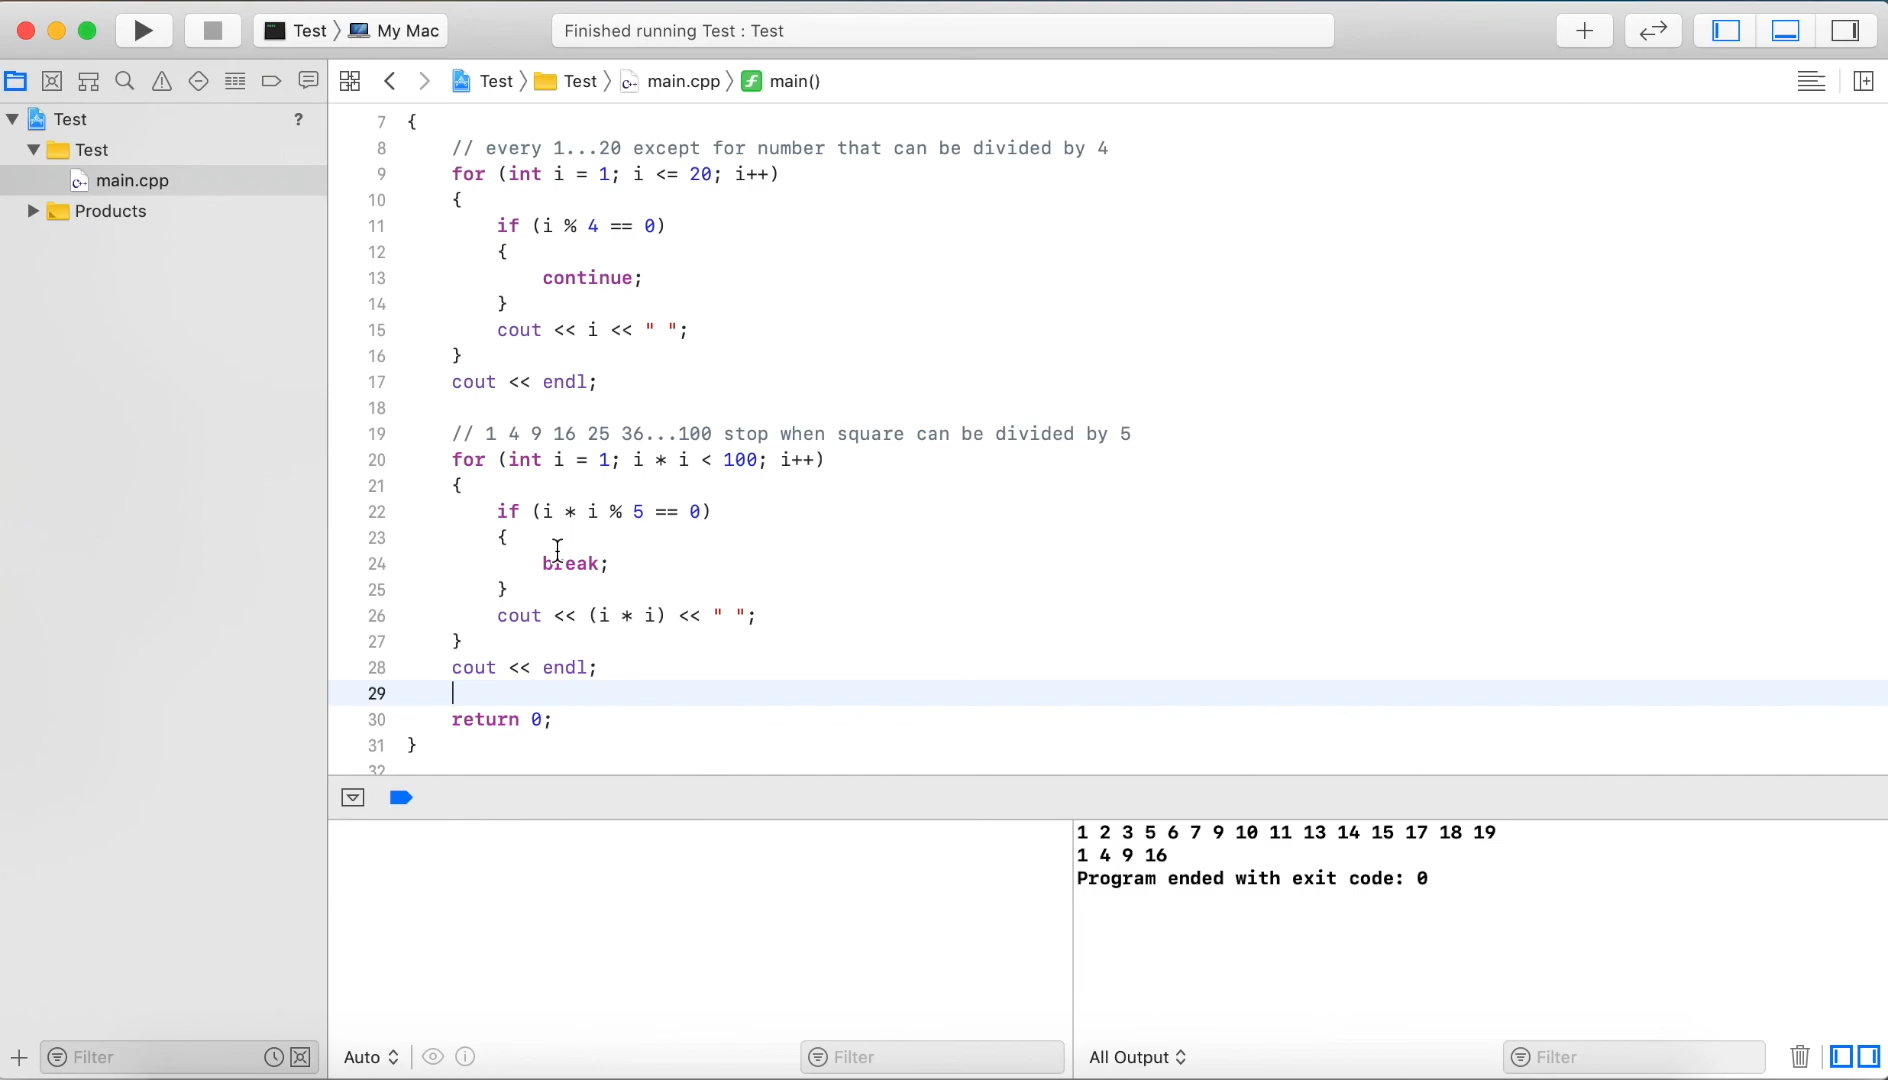 Test 〉 My Mac
Finished running Test : Test
Test 〉 Test 〉 main.cpp 〉 main()
Test ?
Test
main.cpp
Products
7 {
8 // every 1...20 except for number that can be divided by 4
9 for (int i = 1; i <= 20; i++)
10 {
11 if (i % 4 == 0)
12 {
13 continue;
14 }
15 cout << i << " ";
16 }
17 cout << endl;
18
19 // 1 4 9 16 25 36...100 stop when square can be divided by 5
20 for (int i = 1; i * i < 100; i++)
21 {
22 if (i * i % 5 == 0)
23 {
24 break;
25 }
26 cout << (i * i) << " ";
27 }
28 cout << endl;
29
30 return 0;
31 }
32
1 2 3 5 6 7 9 10 11 13 14 15 17 18 19
1 4 9 16
Program ended with exit code: 0
Filter
Auto
Filter
All Output
Filter